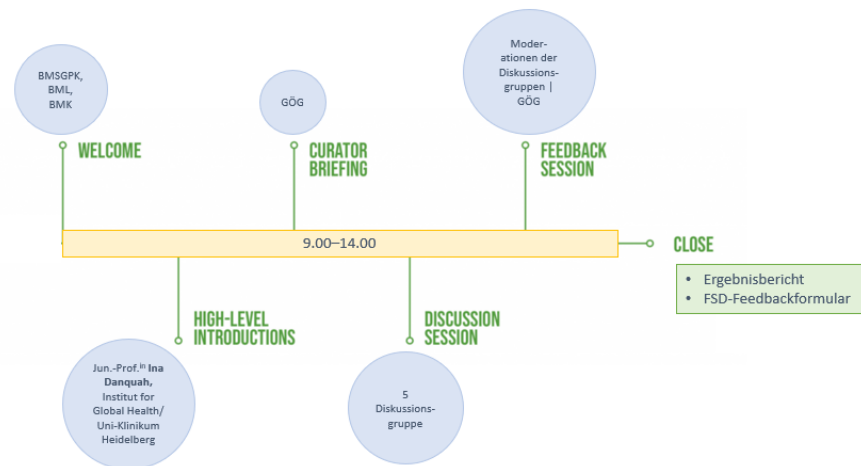 BMSGPK,
BML,
BMK
GÖG
Moder-
ationen der
Diskussions-
gruppen |
GÖG
WELCOME
CURATOR
BRIEFING
FEEDBACK
SESSION
9.00–14.00
CLOSE
• Ergebnisbericht
• FSD-Feedbackformular
HIGH-LEVEL
INTRODUCTIONS
DISCUSSION
SESSION
Jun.-Prof.in Ina
Danquah,
Institut for
Global Health/
Uni-Klinikum
Heidelberg
5
Diskussions-
gruppe